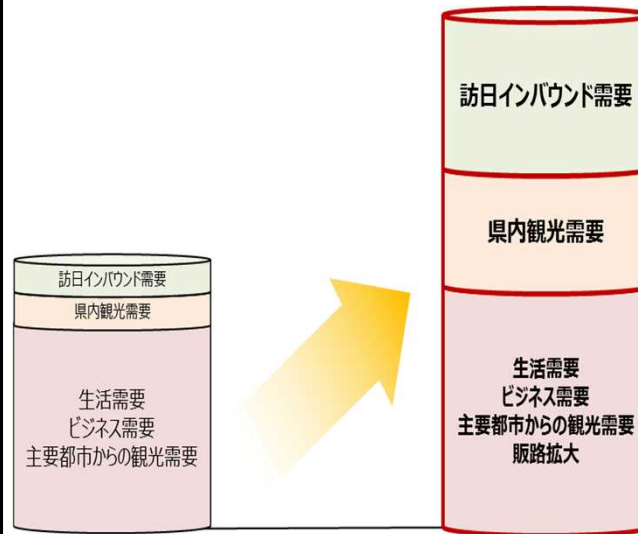 訪日インバウンド需要
県内観光需要
生活需要
ビジネス需要
主要都市からの観光需要
訪日インバウンド需要
県内観光需要
生活需要
ビジネス需要
主要都市からの観光需要
販路拡大